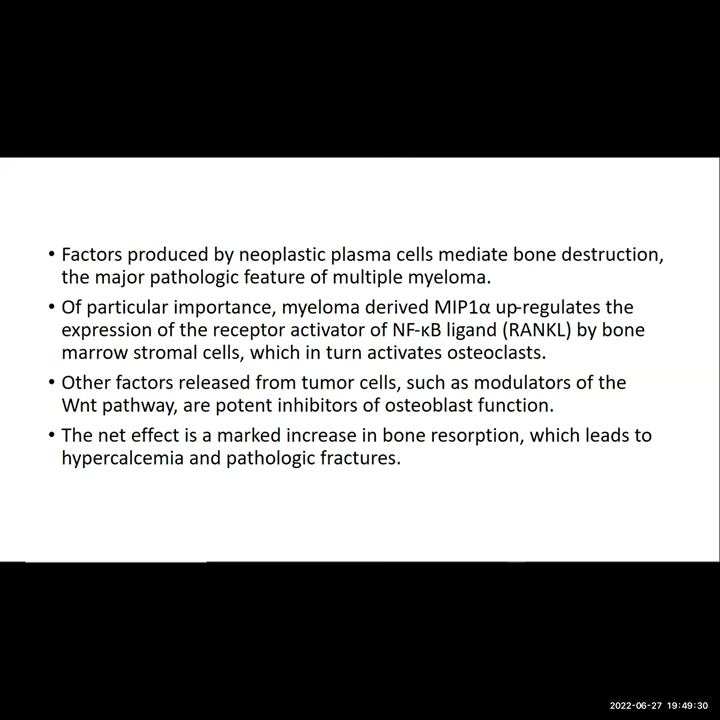 • Factors produced by neoplastic plasma cells mediate bone destruction,
the major pathologic feature of multiple myeloma.
• Of particular importance, myeloma derived MIP1α up-regulates the
expression of the receptor activator of NF-κB ligand (RANKL) by bone
marrow stromal cells, which in turn activates osteoclasts.
• Other factors released from tumor cells, such as modulators of the
Wnt pathway, are potent inhibitors of osteoblast function.
• The net effect is a marked increase in bone resorption, which leads to
hypercalcemia and pathologic fractures.
2022-06-27 19:49:30